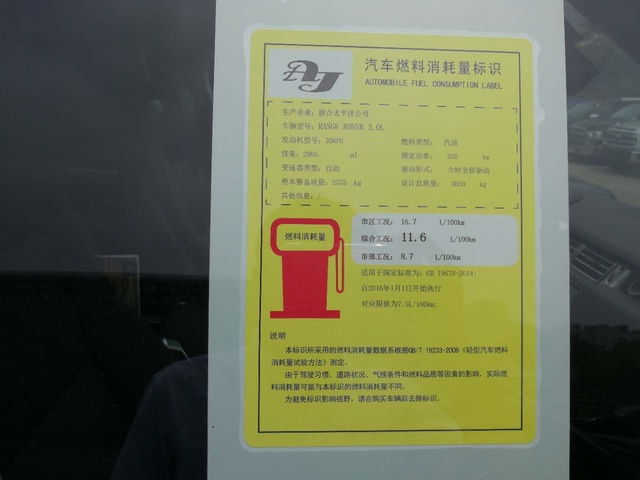 AJ
汽车燃料消耗量标识
AUTOMOBILE FUEL CONSUMPTION LABEL
生产企业：联合太平洋公司
车辆型号：RANGE ROVER 3.0L
发动机型号：306PS 燃料类型： 汽油
排量：2995 ml 额定功率： 250 kw
变速器类型：自动 驱动形式：全时全轮驱动
整车整备质量：2575 kg 设计总质量： 3050 kg
其他信息：/
燃料消耗量
市区工况：16.7 L/100km
综合工况：11.6 L/100km
市郊工况：8.7 L/100km
适用于国家标准为：GB 19578-2014；
自2016年1月1日开始执行
对应限值为7.5L/100km；
说明
本标识所采用的燃料消耗量数据系根据GB/T 19233-2008《轻型汽车燃料
消耗量试验方法》测定。
由于驾驶习惯、道路状况、气候条件和燃料品质等因素的影响，实际燃
料消耗量可能与本标识的燃料消耗量不同。
为避免标识影响视野，请在购买车辆后去除标识。